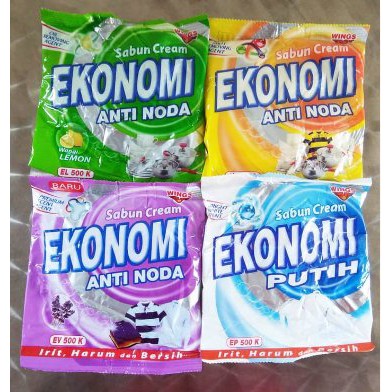 Sabun Cream
EKONOMI
ANTI NODA
LEMON
EL 500 K
WINGS
Sabun Cream
EKONOMI
ANTI NODA
BARU
WINGS
Sabun Cream
EKONOMI
ANTI NODA
EV 500 K
Irit, Harum dan Bersih
WINGS
Sabun Cream
EKONOMI
PUTIH
EP 500 K
Irit, Harum dan Bersih